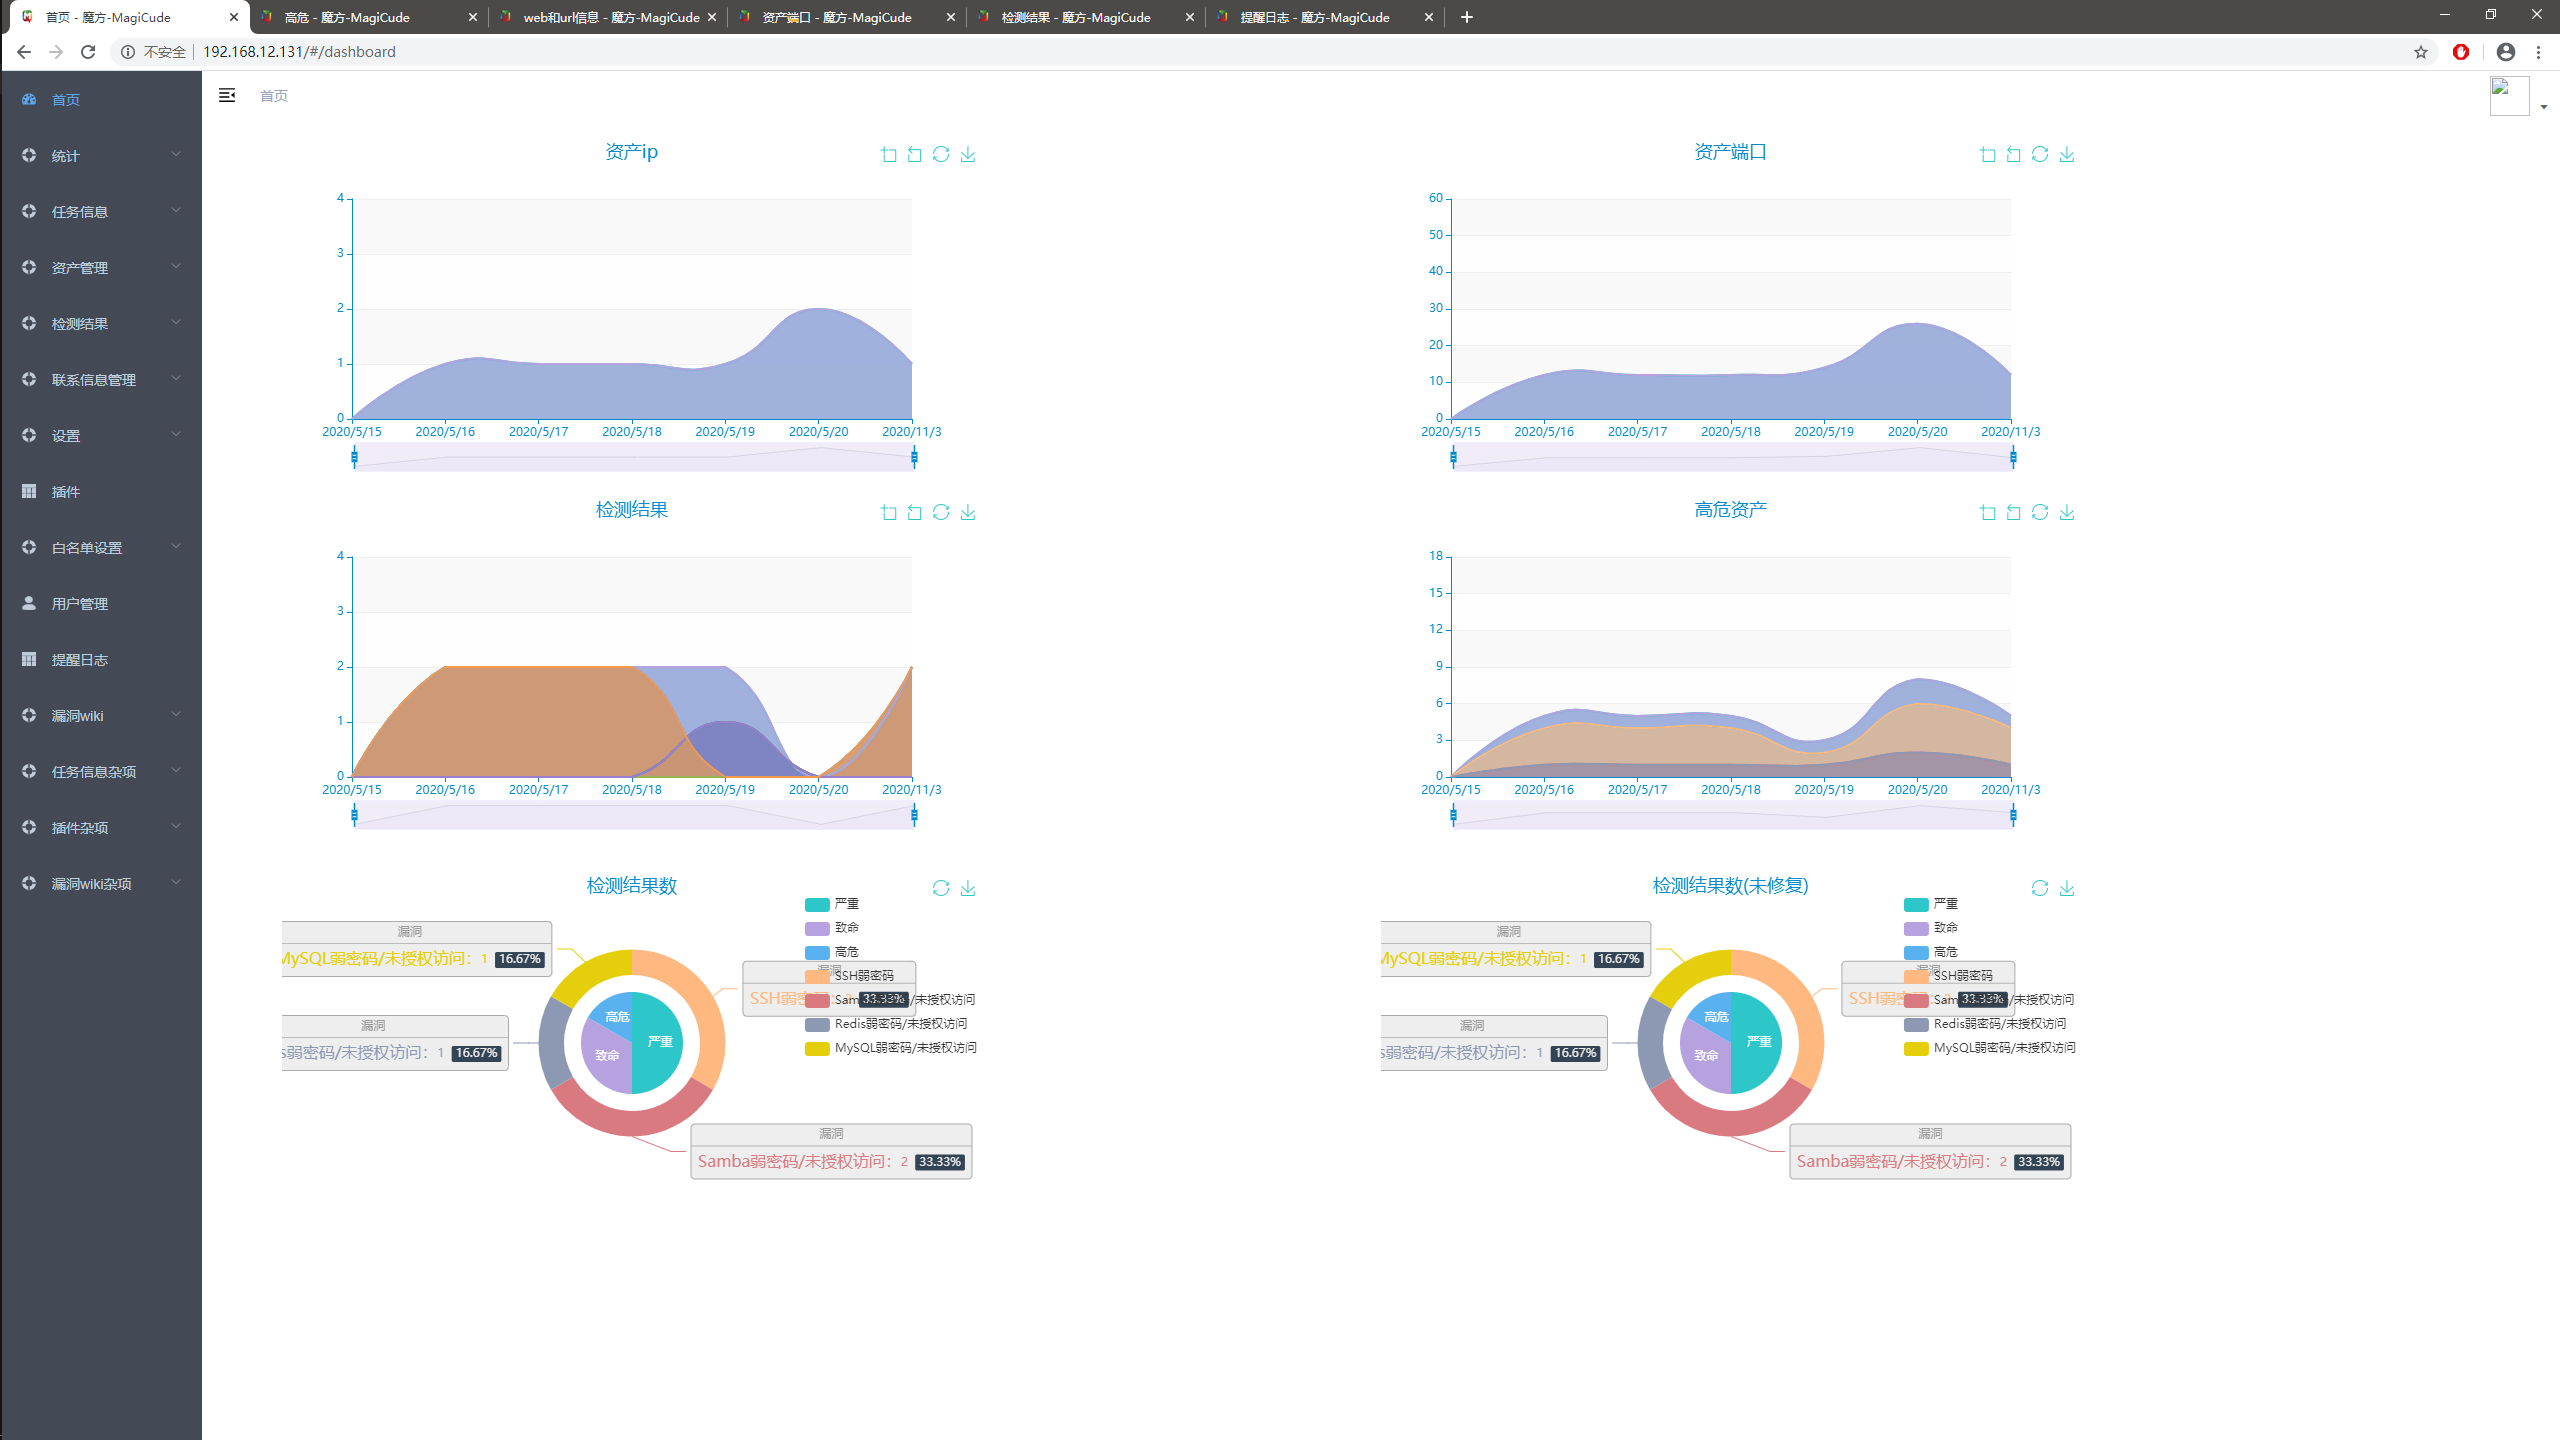 首页 - 魔方-MagiCude
高危 - 魔方-MagiCude
web和url信息 - 魔方-MagiCude
资产端口 - 魔方-MagiCude
检测结果 - 魔方-MagiCude
提醒日志 - 魔方-MagiCude
不安全 | 192.168.12.131/#/dashboard
首页
统计
任务信息
资产管理
检测结果
联系信息管理
设置
插件
白名单设置
用户管理
提醒日志
漏洞wiki
任务信息杂项
插件杂项
漏洞wiki杂项
首页
资产ip
4
3
2
1
0
2020/5/15 2020/5/16 2020/5/17 2020/5/18 2020/5/19 2020/5/20 2020/11/3
资产端口
60
50
40
30
20
10
0
2020/5/15 2020/5/16 2020/5/17 2020/5/18 2020/5/19 2020/5/20 2020/11/3
检测结果
4
3
2
1
0
2020/5/15 2020/5/16 2020/5/17 2020/5/18 2020/5/19 2020/5/20 2020/11/3
高危资产
18
15
12
9
6
3
0
2020/5/15 2020/5/16 2020/5/17 2020/5/18 2020/5/19 2020/5/20 2020/11/3
检测结果数
严重
致命
高危
SSH弱密码
Samba弱密码/未授权访问
Redis弱密码/未授权访问
MySQL弱密码/未授权访问
漏洞
MySQL弱密码/未授权访问：1 16.67%
漏洞
SSH弱密码：2 33.33%
漏洞
s弱密码/未授权访问：1 16.67%
高危
严重
致命
漏洞
Samba弱密码/未授权访问：2 33.33%
检测结果数(未修复)
严重
致命
高危
SSH弱密码
Samba弱密码/未授权访问
Redis弱密码/未授权访问
MySQL弱密码/未授权访问
漏洞
MySQL弱密码/未授权访问：1 16.67%
漏洞
SSH弱密码：2 33.33%
漏洞
s弱密码/未授权访问：1 16.67%
高危
严重
致命
漏洞
Samba弱密码/未授权访问：2 33.33%